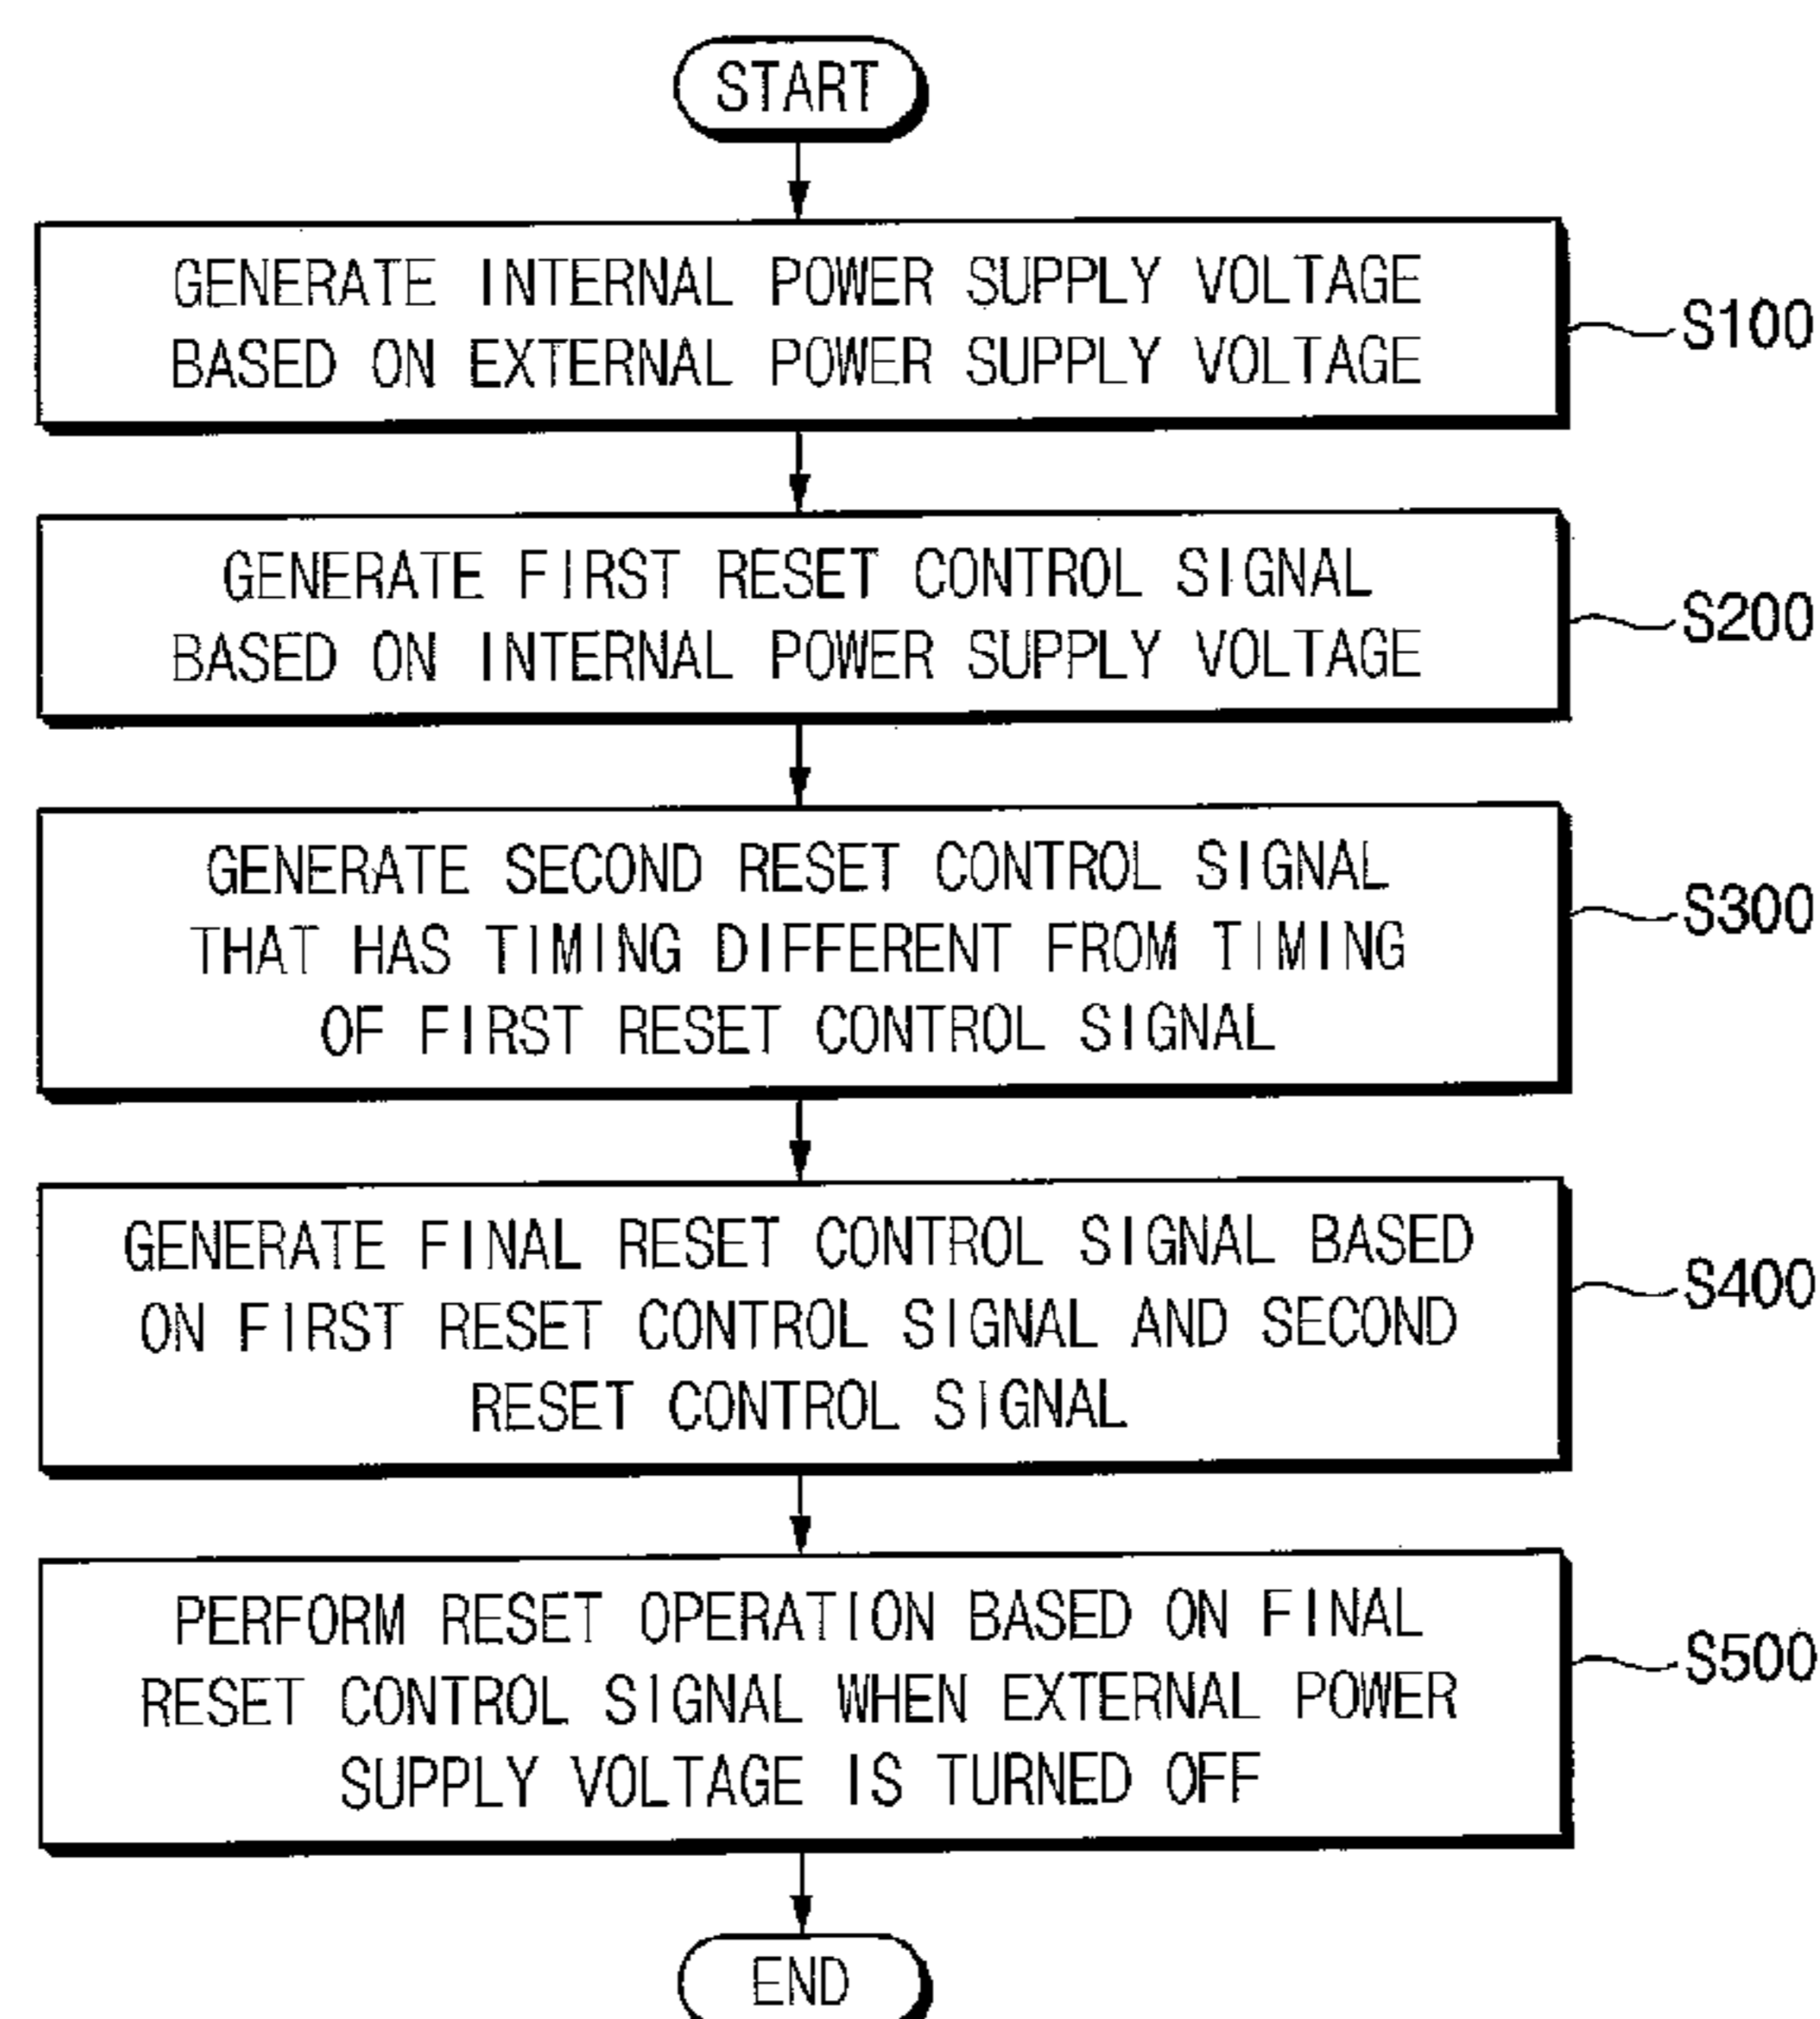 START
GENERATE INTERNAL POWER SUPPLY VOLTAGE
BASED ON EXTERNAL POWER SUPPLY VOLTAGE
S100
GENERATE FIRST RESET CONTROL SIGNAL
BASED ON INTERNAL POWER SUPPLY VOLTAGE
S200
GENERATE SECOND RESET CONTROL SIGNAL
THAT HAS TIMING DIFFERENT FROM TIMING
OF FIRST RESET CONTROL SIGNAL
S300
GENERATE FINAL RESET CONTROL SIGNAL BASED
ON FIRST RESET CONTROL SIGNAL AND SECOND
RESET CONTROL SIGNAL
S400
PERFORM RESET OPERATION BASED ON FINAL
RESET CONTROL SIGNAL WHEN EXTERNAL POWER
SUPPLY VOLTAGE IS TURNED OFF
S500
END